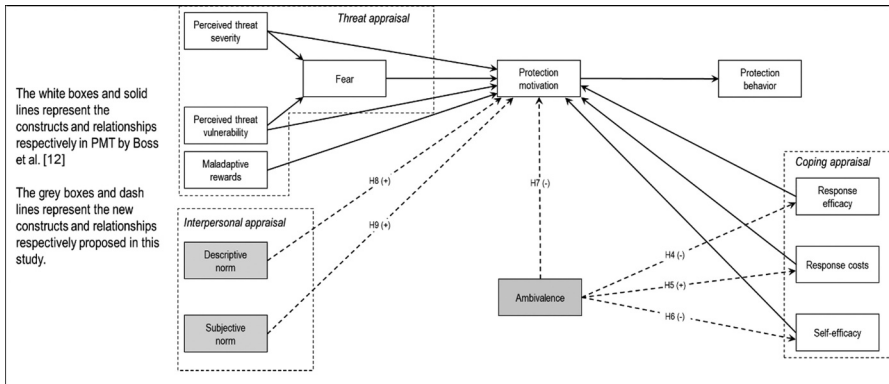 The white boxes and solid
lines represent the
constructs and relationships
respectively in PMT by Boss
et al. [12]
The grey boxes and dash
lines represent the new
constructs and relationships
respectively proposed in this
study.
Threat appraisal
Perceived threat
severity
Fear
Perceived threat
vulnerability
Maladaptive
rewards
Protection
motivation
Protection
behavior
Interpersonal appraisal
Descriptive
norm
Subjective
norm
H8 (+)
H9 (+)
H7 (-)
Ambivalence
H4 (-)
H5 (+)
H6 (-)
Coping appraisal
Response
efficacy
Response costs
Self-efficacy